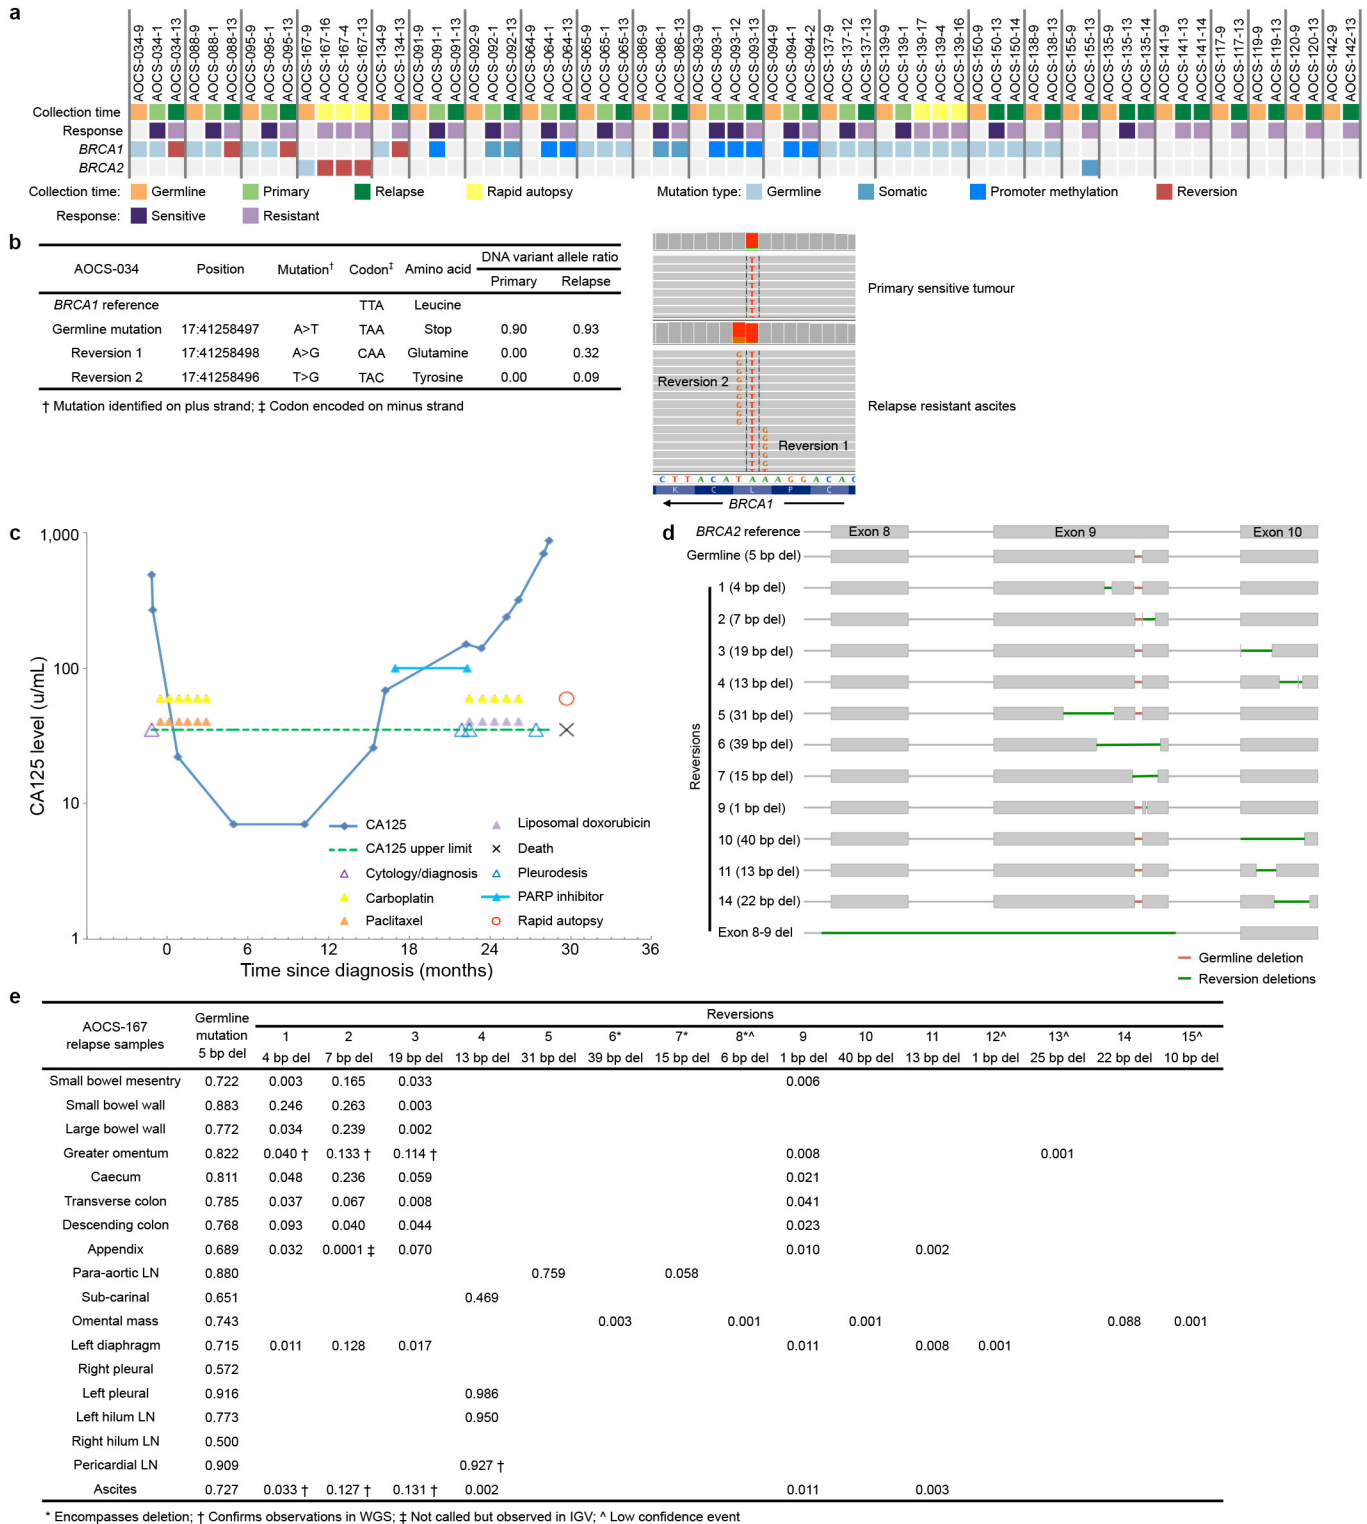 a
AOCS-034-9 AOCS-034-1 AOCS-034-13 AOCS-088-9 AOCS-088-1 AOCS-088-13 AOCS-095-9 AOCS-095-1 AOCS-095-13 AOCS-167-9 AOCS-167-16 AOCS-167-4 AOCS-167-13 AOCS-134-9 AOCS-134-13 AOCS-091-9 AOCS-091-1 AOCS-091-13 AOCS-092-9 AOCS-092-1 AOCS-092-13 AOCS-064-9 AOCS-064-1 AOCS-064-13 AOCS-065-9 AOCS-065-1 AOCS-065-13 AOCS-086-9 AOCS-086-1 AOCS-086-13 AOCS-093-9 AOCS-093-1 AOCS-093-12 AOCS-093-13 AOCS-094-9 AOCS-094-1 AOCS-094-2 AOCS-137-9 AOCS-137-12 AOCS-137-13 AOCS-139-9 AOCS-139-1 AOCS-139-17 AOCS-139-4 AOCS-139-16 AOCS-150-9 AOCS-150-13 AOCS-150-14 AOCS-138-9 AOCS-138-13 AOCS-155-9 AOCS-155-13 AOCS-135-9 AOCS-135-13 AOCS-135-14 AOCS-141-9 AOCS-141-13 AOCS-141-14 AOCS-117-9 AOCS-117-13 AOCS-119-9 AOCS-119-13 AOCS-120-9 AOCS-120-13 AOCS-142-9 AOCS-142-13
Collection time
Response
BRCA1
BRCA2
Collection time: Germline Primary Relapse Rapid autopsy Mutation type: Germline Somatic Promoter methylation Reversion
Response: Sensitive Resistant
b
AOCS-034 Position Mutation† Codon‡ Amino acid DNA variant allele ratio
Primary Relapse
BRCA1 reference TTA Leucine
Germline mutation 17:41258497 A>T TAA Stop 0.90 0.93
Reversion 1 17:41258498 A>G CAA Glutamine 0.00 0.32
Reversion 2 17:41258496 T>G TAC Tyrosine 0.00 0.09
† Mutation identified on plus strand; ‡ Codon encoded on minus strand
Primary sensitive tumour
Reversion 2
Relapse resistant ascites
Reversion 1
C T T A C A T A A G G A C A C
K C L P C
BRCA1
c
CA125 level (u/mL)
1,000
100
10
1
0 6 12 18 24 30 36
Time since diagnosis (months)
CA125
CA125 upper limit
Cytology/diagnosis
Carboplatin
Paclitaxel
Liposomal doxorubicin
Death
Pleurodesis
PARP inhibitor
Rapid autopsy
d
BRCA2 reference Exon 8 Exon 9 Exon 10
Germline (5 bp del)
Reversions
1 (4 bp del)
2 (7 bp del)
3 (19 bp del)
4 (13 bp del)
5 (31 bp del)
6 (39 bp del)
7 (15 bp del)
9 (1 bp del)
10 (40 bp del)
11 (13 bp del)
14 (22 bp del)
Exon 8-9 del
Germline deletion
Reversion deletions
e
AOCS-167 relapse samples Germline mutation 5 bp del Reversions
1 2 3 4 5 6* 7* 8*^ 9 10 11 12^ 13^ 14 15^
4 bp del 7 bp del 19 bp del 13 bp del 31 bp del 39 bp del 15 bp del 6 bp del 1 bp del 40 bp del 13 bp del 1 bp del 25 bp del 22 bp del 10 bp del
Small bowel mesentry 0.722 0.003 0.165 0.033 0.006
Small bowel wall 0.883 0.246 0.263 0.003
Large bowel wall 0.772 0.034 0.239 0.002
Greater omentum 0.822 0.040 † 0.133 † 0.114 † 0.008 0.001
Caecum 0.811 0.048 0.236 0.059 0.021
Transverse colon 0.785 0.037 0.067 0.008 0.041
Descending colon 0.768 0.093 0.040 0.044 0.023
Appendix 0.689 0.032 0.0001 ‡ 0.070 0.010 0.002
Para-aortic LN 0.880 0.759 0.058
Sub-carinal 0.651 0.469
Omental mass 0.743 0.003 0.001 0.001 0.088 0.001
Left diaphragm 0.715 0.011 0.128 0.017 0.011 0.008 0.001
Right pleural 0.572
Left pleural 0.916 0.986
Left hilum LN 0.773 0.950
Right hilum LN 0.500
Pericardial LN 0.909 0.927 †
Ascites 0.727 0.033 † 0.127 † 0.131 † 0.002 0.011 0.003
* Encompasses deletion; † Confirms observations in WGS; ‡ Not called but observed in IGV; ^ Low confidence event